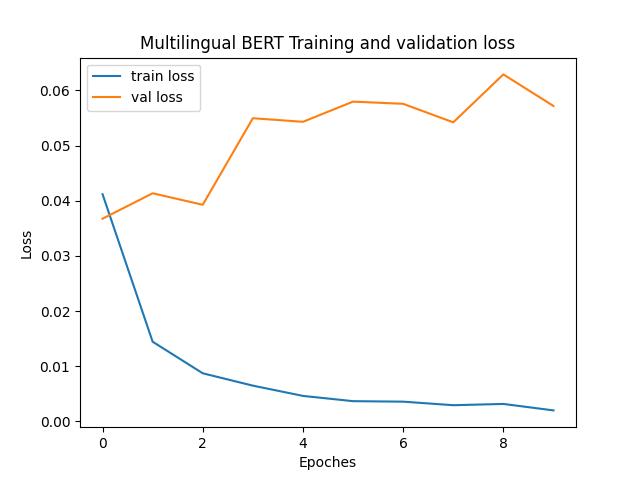 Multilingual BERT Training and validation loss
train loss
val loss
0.06
0.05
0.04
0.03
0.02
0.01
0.00
Loss
0 2 4 6 8
Epoches